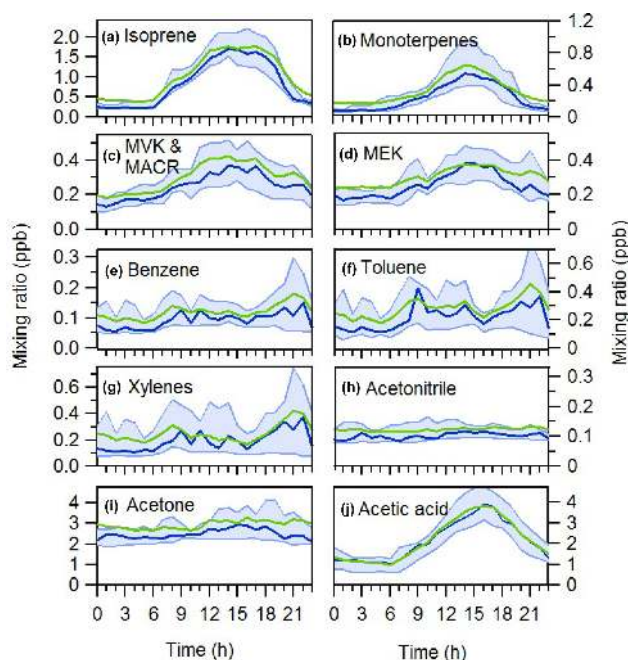 (a) Isoprene
2.0
1.5
1.0
0.5
0.0
(b) Monoterpenes
1.2
0.8
0.4
0
(c) MVK &
MACR
0.4
0.2
0.0
(d) MEK
0.6
0.4
0.2
0
(e) Benzene
0.3
0.2
0.1
0.0
(f) Toluene
0.6
0.4
0.2
0
(g) Xylenes
0.6
0.4
0.2
0.0
(h) Acetonitrile
0.3
0.2
0.1
0
(i) Acetone
4
3
2
1
0
(j) Acetic acid
4
3
2
1
0
Mixing ratio (ppb)
Mixing ratio (ppb)
0 3 6 9 12 15 18 21
0 3 6 9 12 15 18 21
Time (h)
Time (h)